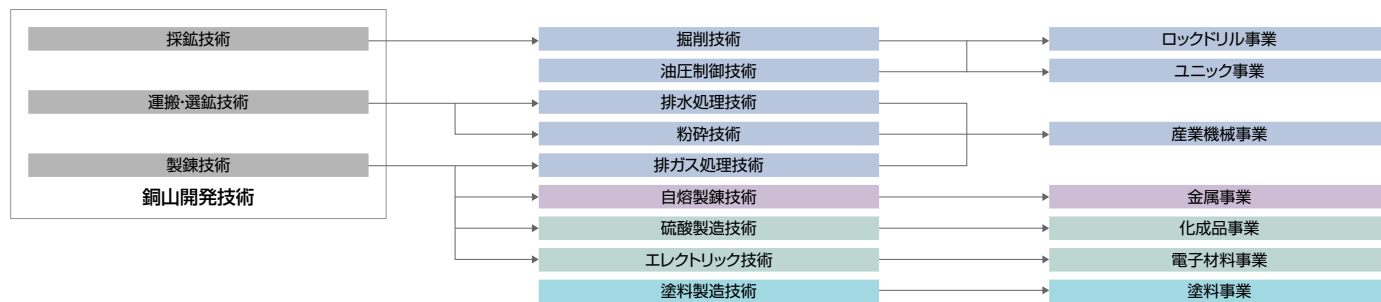 採鉱技術
運搬・選鉱技術
製錬技術
銅山開発技術
掘削技術
油圧制御技術
排水処理技術
粉砕技術
排ガス処理技術
自熔製錬技術
硫酸製造技術
エレクトリック技術
塗料製造技術
ロックドリル事業
ユニック事業
産業機械事業
金属事業
化成品事業
電子材料事業
塗料事業